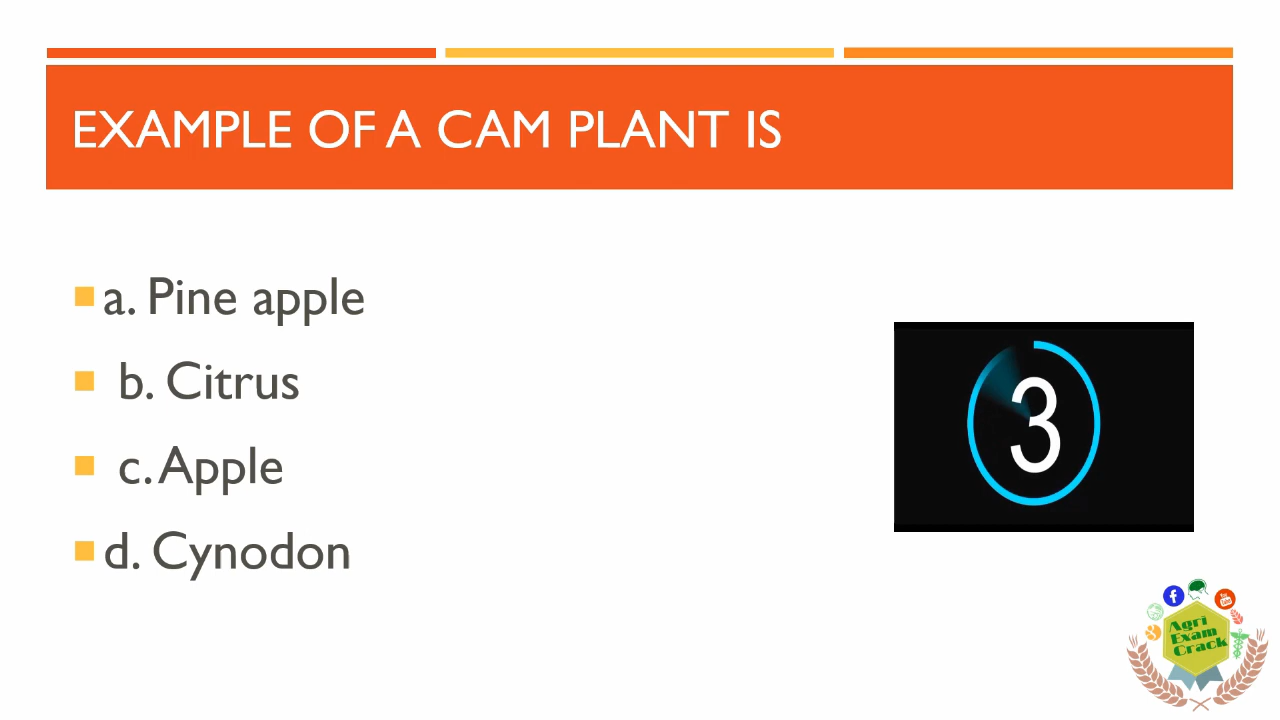 EXAMPLE OF A CAM PLANT IS
a. Pine apple
b. Citrus
c. Apple
d. Cynodon
3
Agri
Exam
Crack